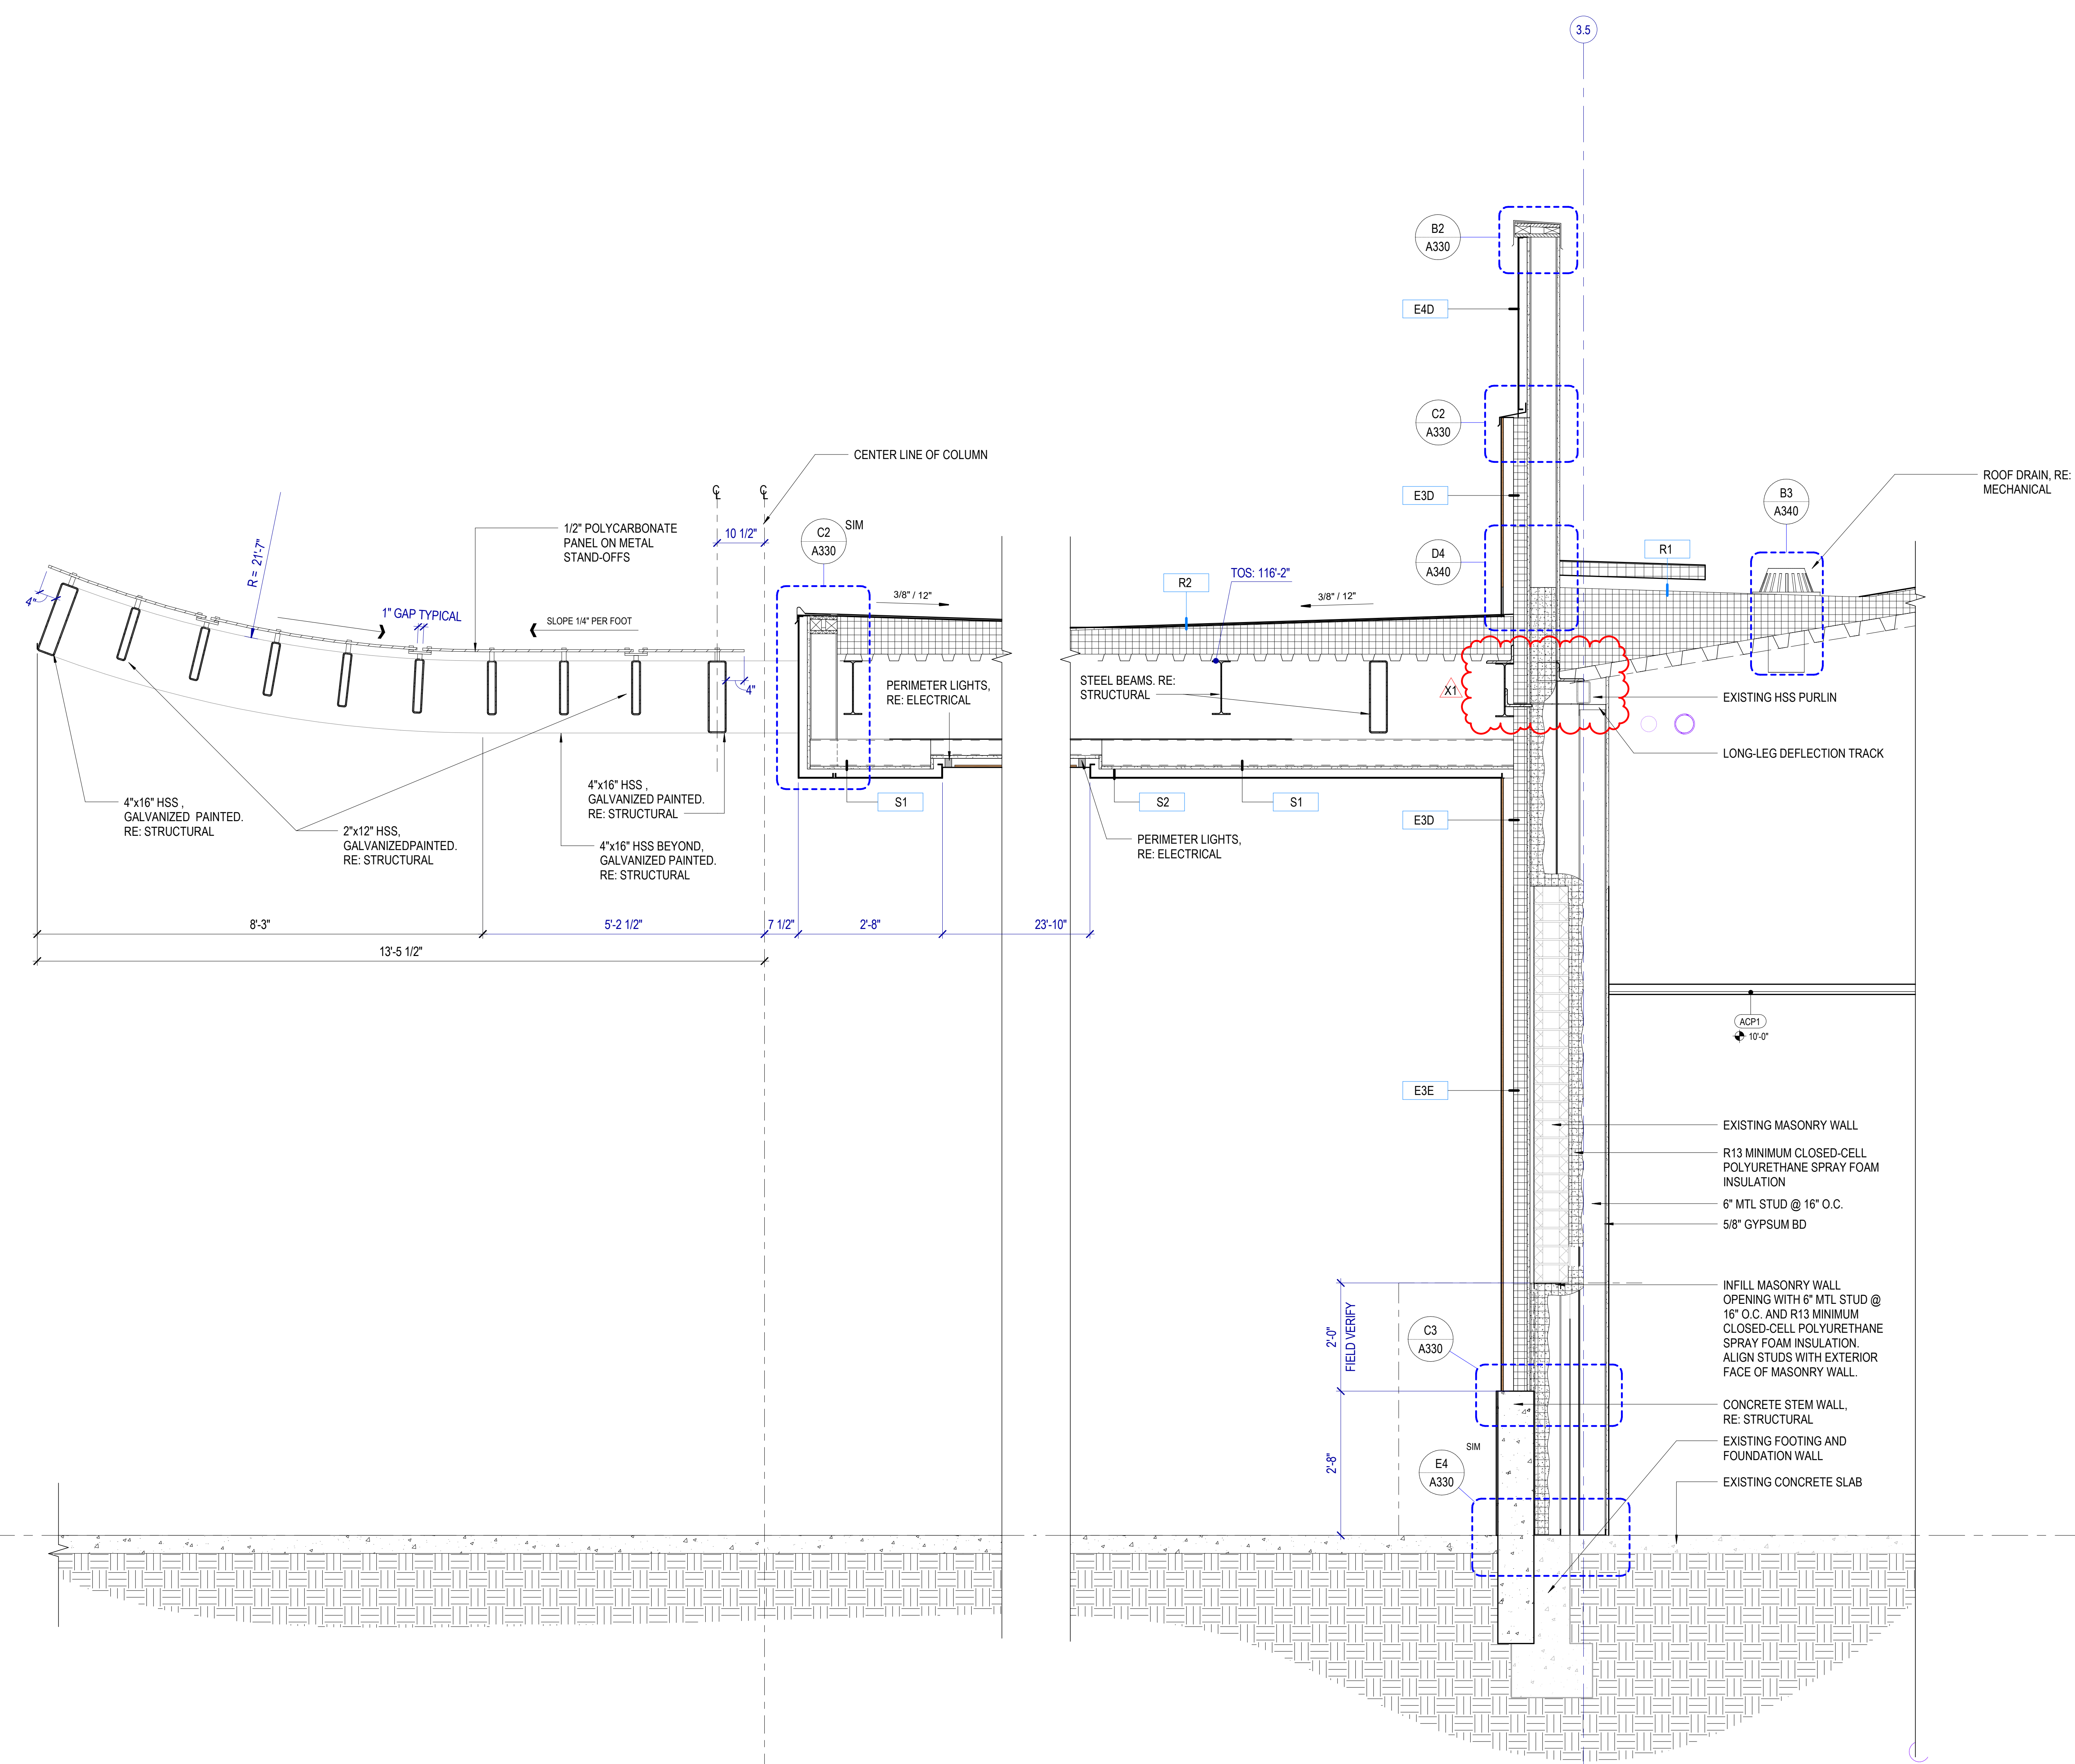 3.5
B2
A330
E4D
C2
A330
CENTER LINE OF COLUMN
ROOF DRAIN, RE:
MECHANICAL
E3D
B3
A340
C2
A330
SIM
1/2" POLYCARBONATE
PANEL ON METAL
STAND-OFFS
10 1/2"
D4
A340
R1
R = 21'-7"
TOS: 116'-2"
R2
3/8" / 12"
3/8" / 12"
4"
1" GAP TYPICAL
SLOPE 1/4" PER FOOT
4"
PERIMETER LIGHTS,
RE: ELECTRICAL
STEEL BEAMS. RE:
STRUCTURAL
X1
EXISTING HSS PURLIN
LONG-LEG DEFLECTION TRACK
4"x16" HSS ,
GALVANIZED PAINTED.
RE: STRUCTURAL
2"x12" HSS,
GALVANIZEDPAINTED.
RE: STRUCTURAL
4"x16" HSS ,
GALVANIZED PAINTED.
RE: STRUCTURAL
4"x16" HSS BEYOND,
GALVANIZED PAINTED.
RE: STRUCTURAL
S1
S2
S1
E3D
PERIMETER LIGHTS,
RE: ELECTRICAL
8'-3"
5'-2 1/2"
7 1/2"
2'-8"
23'-10"
13'-5 1/2"
ACP1
10'-0"
E3E
EXISTING MASONRY WALL
R13 MINIMUM CLOSED-CELL
POLYURETHANE SPRAY FOAM
INSULATION
6" MTL STUD @ 16" O.C.
5/8" GYPSUM BD
INFILL MASONRY WALL
OPENING WITH 6" MTL STUD @
16" O.C. AND R13 MINIMUM
CLOSED-CELL POLYURETHANE
SPRAY FOAM INSULATION.
ALIGN STUDS WITH EXTERIOR
FACE OF MASONRY WALL.
2'-0"
FIELD VERIFY
C3
A330
CONCRETE STEM WALL,
RE: STRUCTURAL
EXISTING FOOTING AND
FOUNDATION WALL
EXISTING CONCRETE SLAB
2'-8"
SIM
E4
A330